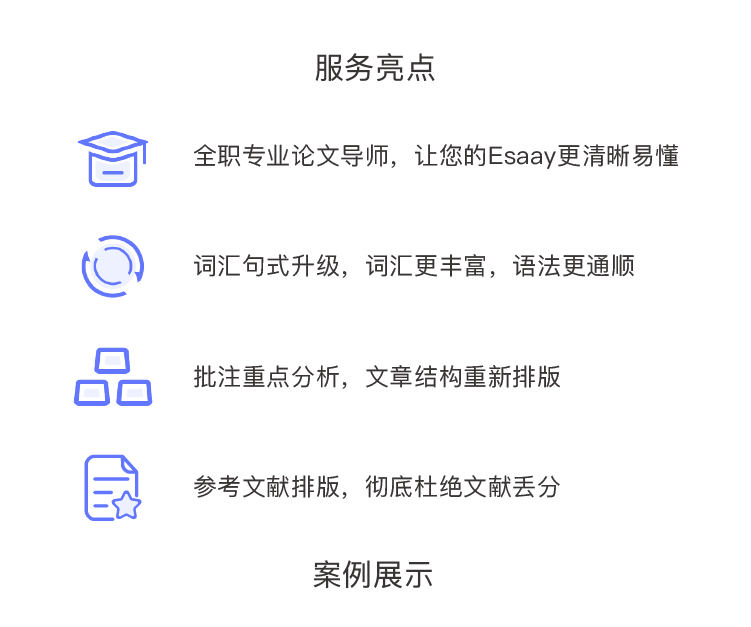 服务亮点
全职专业论文导师，让您的Esaay更清晰易懂
词汇句式升级，词汇更丰富，语法更通顺
批注重点分析，文章结构重新排版
参考文献排版，彻底杜绝文献丢分
案例展示